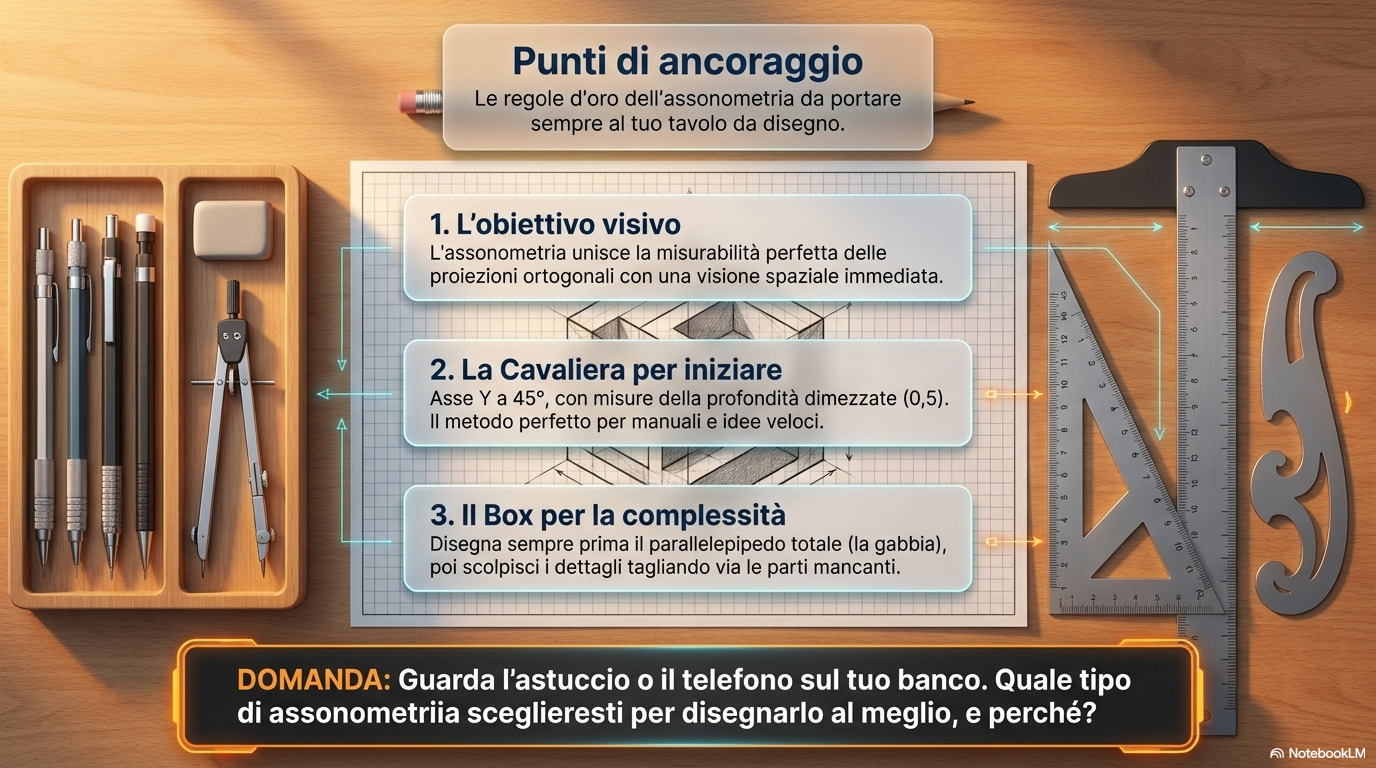 Punti di ancoraggio
Le regole d'oro dell'assonometria da portare
sempre al tuo tavolo da disegno.
1. L'obiettivo visivo
L'assonometria unisce la misurabilità perfetta delle
proiezioni ortogonali con una visione spaziale immediata.
2. La Cavaliera per iniziare
Asse Y a 45°, con misure della profondità dimezzate (0,5).
Il metodo perfetto per manuali e idee veloci.
3. Il Box per la complessità
Disegna sempre prima il parallelepipedo totale (la gabbia),
poi scolpisci i dettagli tagliando via le parti mancanti.
DOMANDA: Guarda l'astuccio o il telefono sul tuo banco. Quale tipo
di assonometriia sceglieresti per disegnarlo al meglio, e perché?
NotebookLM